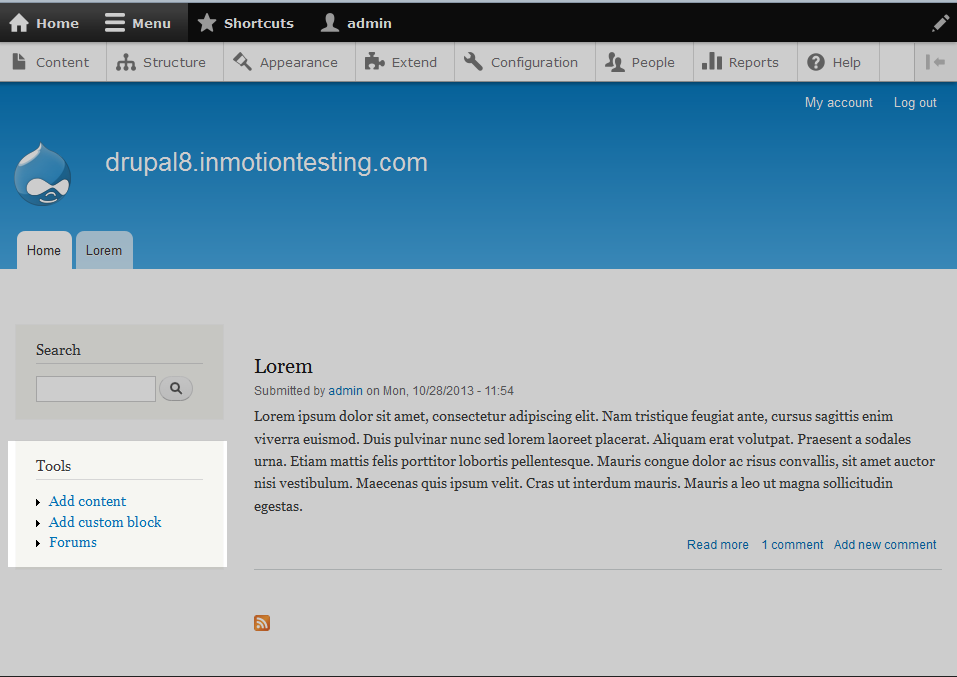 Home Menu Shortcuts admin
Content Structure Appearance Extend Configuration People Reports Help
My account Log out
drupal8.inmotiontesting.com
Home Lorem
Search
Tools
Add content
Add custom block
Forums
Lorem
Submitted by admin on Mon, 10/28/2013 - 11:54
Lorem ipsum dolor sit amet, consectetur adipiscing elit. Nam tristique feugiat ante, cursus sagittis enim
viverra euismod. Duis pulvinar nunc sed lorem laoreet placerat. Aliquam erat volutpat. Praesent a sodales
urna. Etiam mattis felis porttitor lobortis pellentesque. Mauris congue dolor ac risus convallis, sit amet auctor
nisi vestibulum. Maecenas quis ipsum velit. Cras ut interdum mauris. Mauris a leo ut magna sollicitudin
egestas.
Read more 1 comment Add new comment